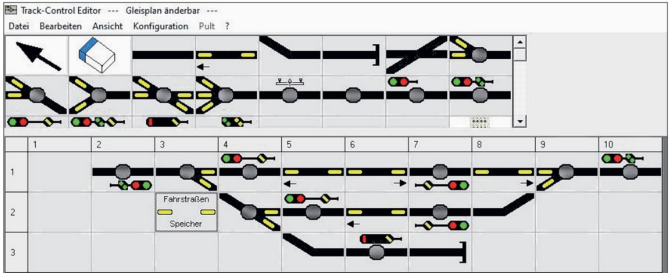 Track-Control Editor --- Gleisplan änderbar ---
Datei Bearbeiten Ansicht Konfiguration Pult ?
1 2 3 4 5 6 7 8 9 10
1
Fahrstraßen
2
Speicher
3